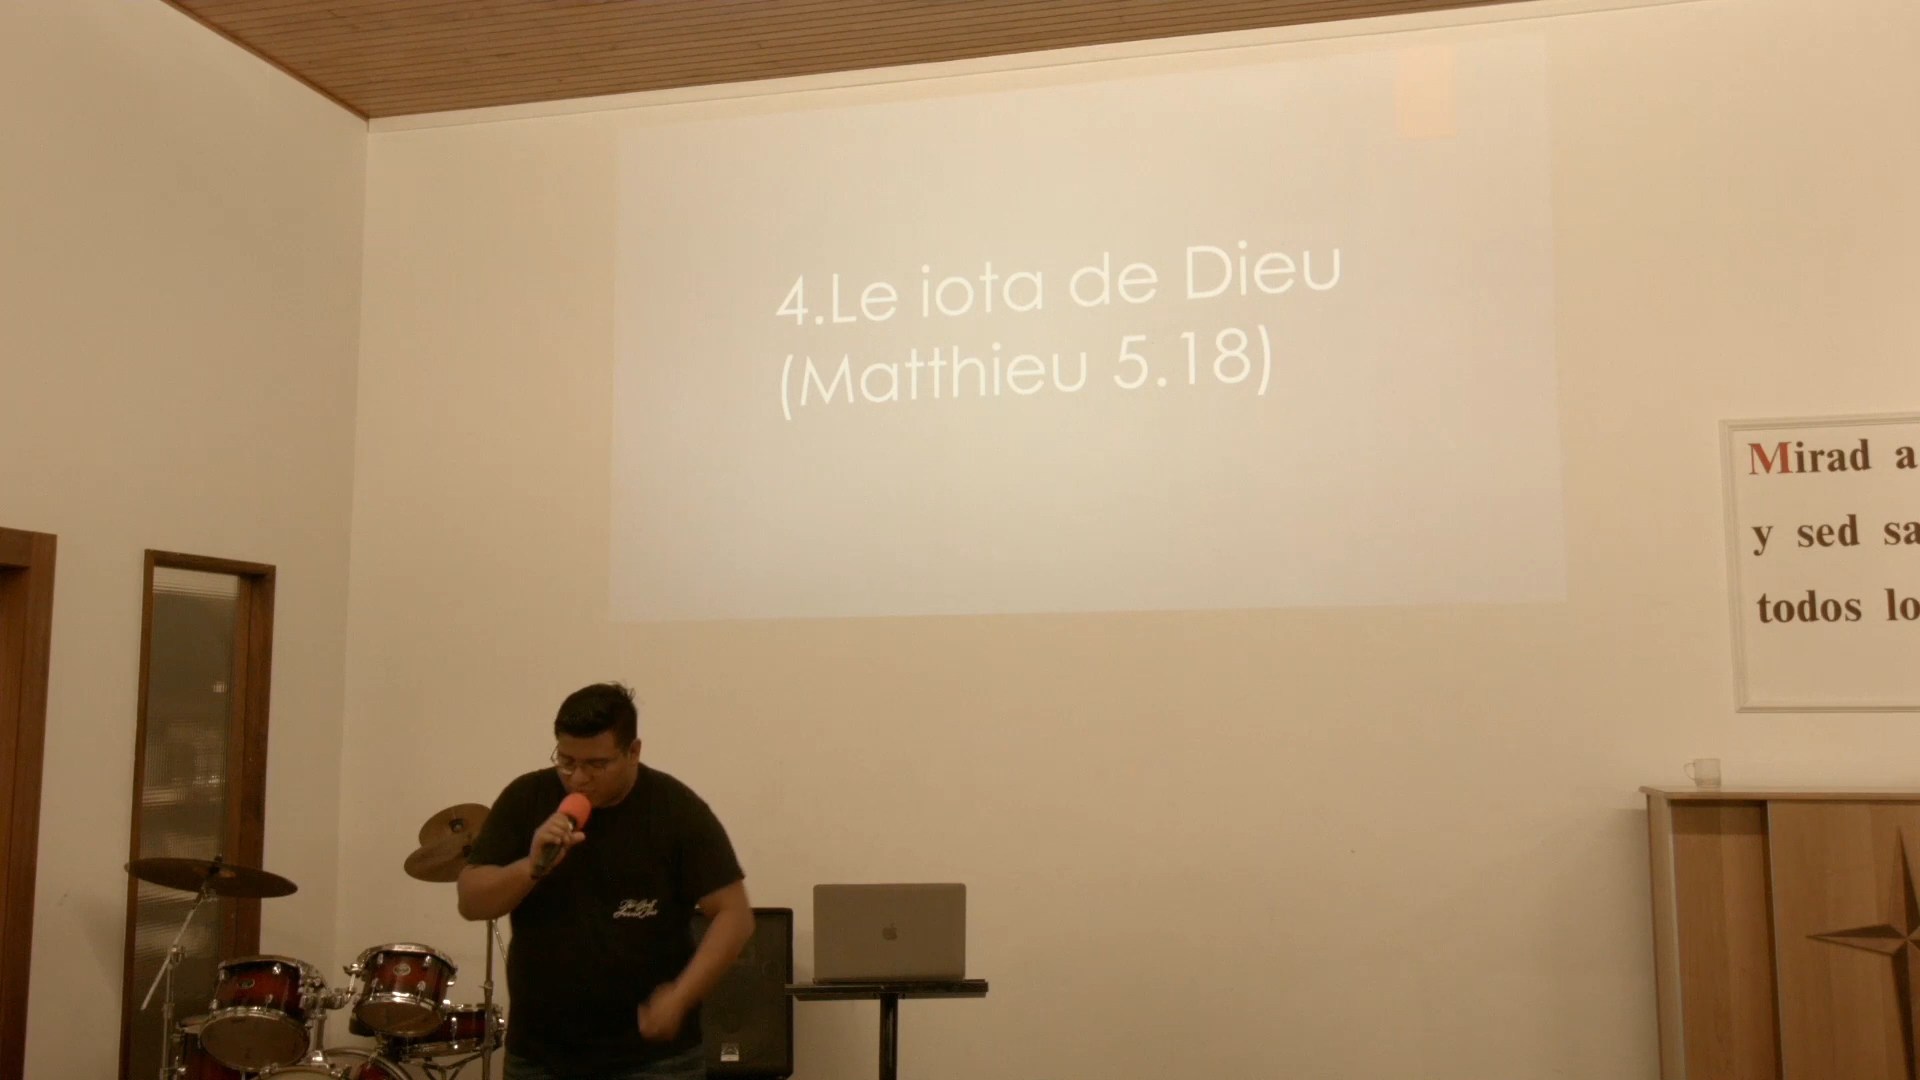 4.Le iota de Dieu
(Matthieu 5.18)
Mirad a
y sed sa
todos lo